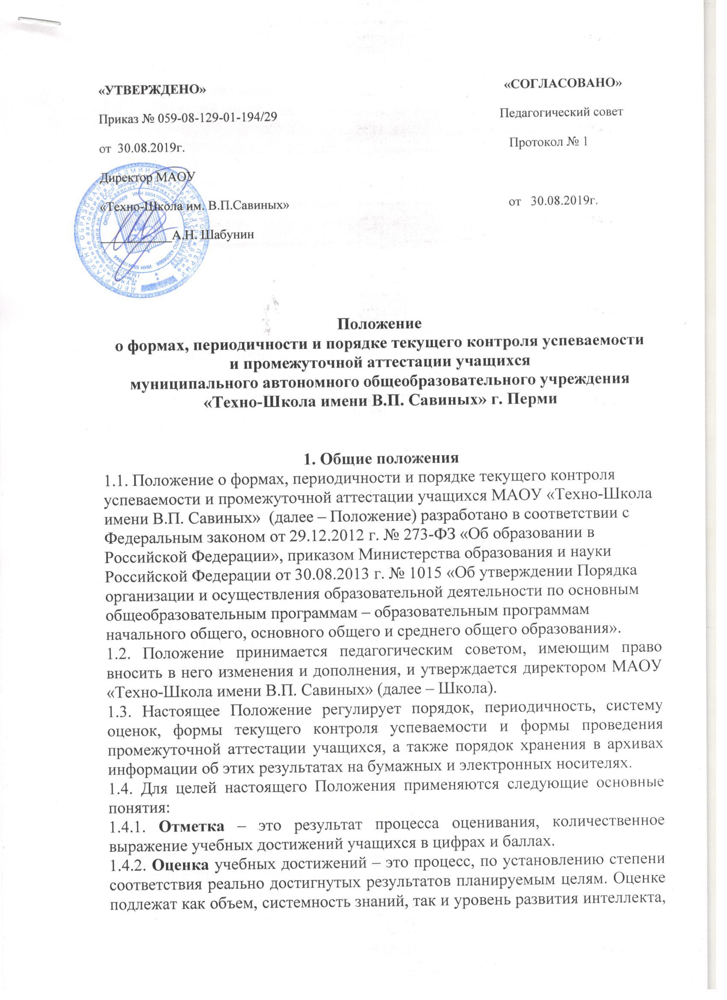 «УТВЕРЖДЕНО»
«СОГЛАСОВАНО»
Приказ № 059-08-129-01-194/29
Педагогический совет
от 30.08.2019г.
Протокол № 1
Директор МАОУ
«Техно-Школа им. В.П.Савиных»
от 30.08.2019г.
____________А.Н. Шабунин
ДЕПАРТАМЕНТ ОБРАЗОВАНИЯ АДМИНИСТРАЦИИ ГОРОДА ПЕРМИ
Положение
о формах, периодичности и порядке текущего контроля успеваемости
и промежуточной аттестации учащихся
муниципального автономного общеобразовательного учреждения
«Техно-Школа имени В.П. Савиных» г. Перми
1. Общие положения
1.1. Положение о формах, периодичности и порядке текущего контроля
успеваемости и промежуточной аттестации учащихся МАОУ «Техно-Школа
имени В.П. Савиных» (далее – Положение) разработано в соответствии с
Федеральным законом от 29.12.2012 г. № 273-ФЗ «Об образовании в
Российской Федерации», приказом Министерства образования и науки
Российской Федерации от 30.08.2013 г. № 1015 «Об утверждении Порядка
организации и осуществления образовательной деятельности по основным
общеобразовательным программам – образовательным программам
начального общего, основного общего и среднего общего образования».
1.2. Положение принимается педагогическим советом, имеющим право
вносить в него изменения и дополнения, и утверждается директором МАОУ
«Техно-Школа имени В.П. Савиных» (далее – Школа).
1.3. Настоящее Положение регулирует порядок, периодичность, систему
оценок, формы текущего контроля успеваемости и формы проведения
промежуточной аттестации учащихся, а также порядок хранения в архивах
информации об этих результатах на бумажных и электронных носителях.
1.4. Для целей настоящего Положения применяются следующие основные
понятия:
1.4.1. Отметка – это результат процесса оценивания, количественное
выражение учебных достижений учащихся в цифрах и баллах.
1.4.2. Оценка учебных достижений – это процесс, по установлению степени
соответствия реально достигнутых результатов планируемым целям. Оценке
подлежат как объем, системность знаний, так и уровень развития интеллекта,